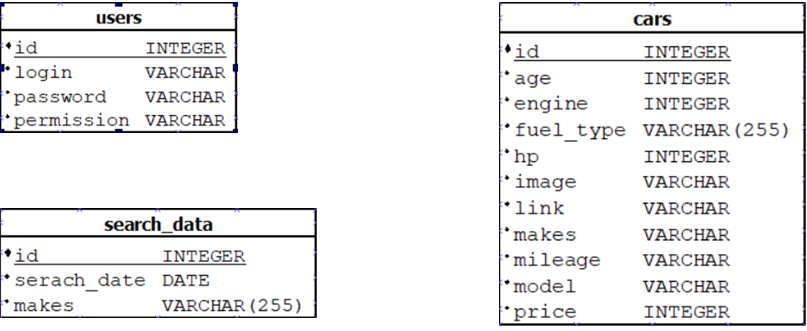 users
id INTEGER
login VARCHAR
password VARCHAR
permission VARCHAR
search_data
id INTEGER
serach_date DATE
makes VARCHAR(255)
cars
id INTEGER
age INTEGER
engine INTEGER
fuel_type VARCHAR(255)
hp INTEGER
image VARCHAR
link VARCHAR
makes VARCHAR
mileage VARCHAR
model VARCHAR
price INTEGER